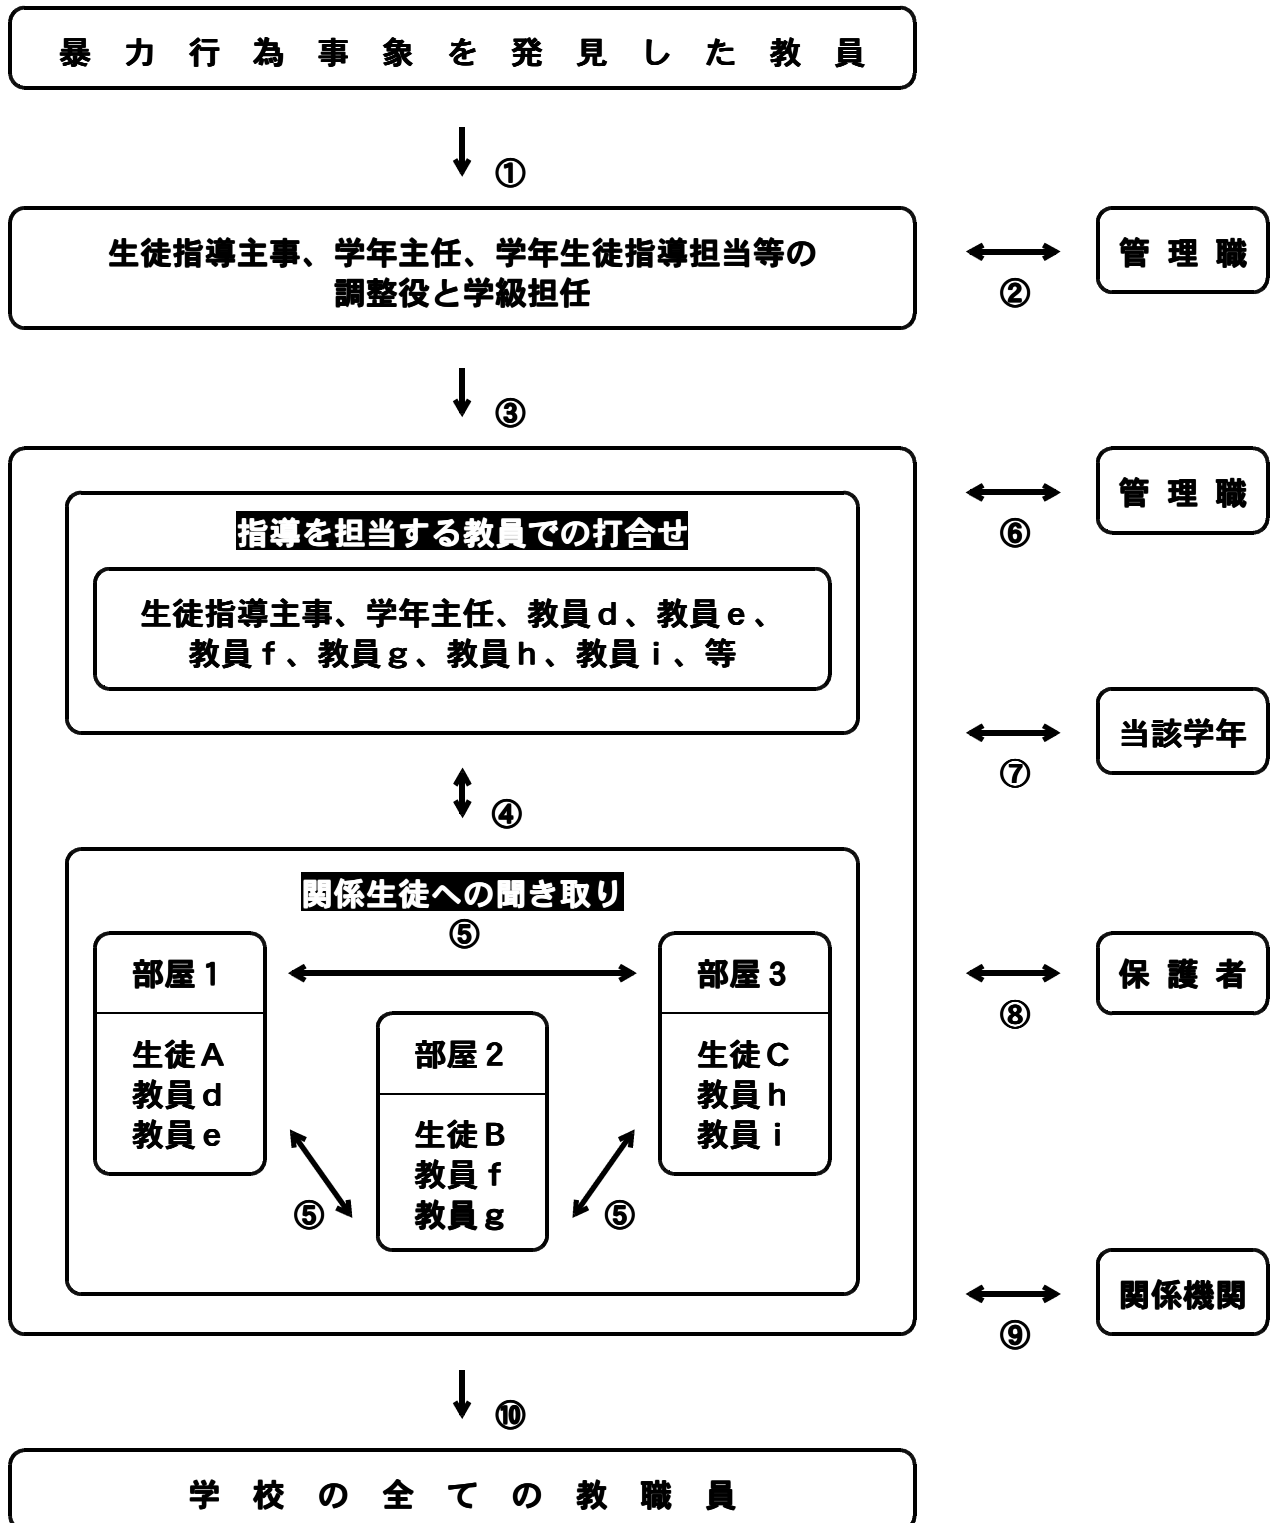 暴力行為事象を発見した教員
①
生徒指導主事、学年主任、学年生徒指導担当等の
調整役と学級担任
管理職
②
③
指導を担当する教員での打合せ
生徒指導主事、学年主任、教員ｄ、教員ｅ、
教員ｆ、教員ｇ、教員ｈ、教員ｉ、等
④
関係生徒への聞き取り
⑤
部屋１
生徒Ａ
教員ｄ
教員ｅ
部屋２
生徒Ｂ
教員ｆ
教員ｇ
部屋３
生徒Ｃ
教員ｈ
教員ｉ
⑤
⑤
管理職
⑥
当該学年
⑦
保護者
⑧
関係機関
⑨
⑩
学校の全ての教職員